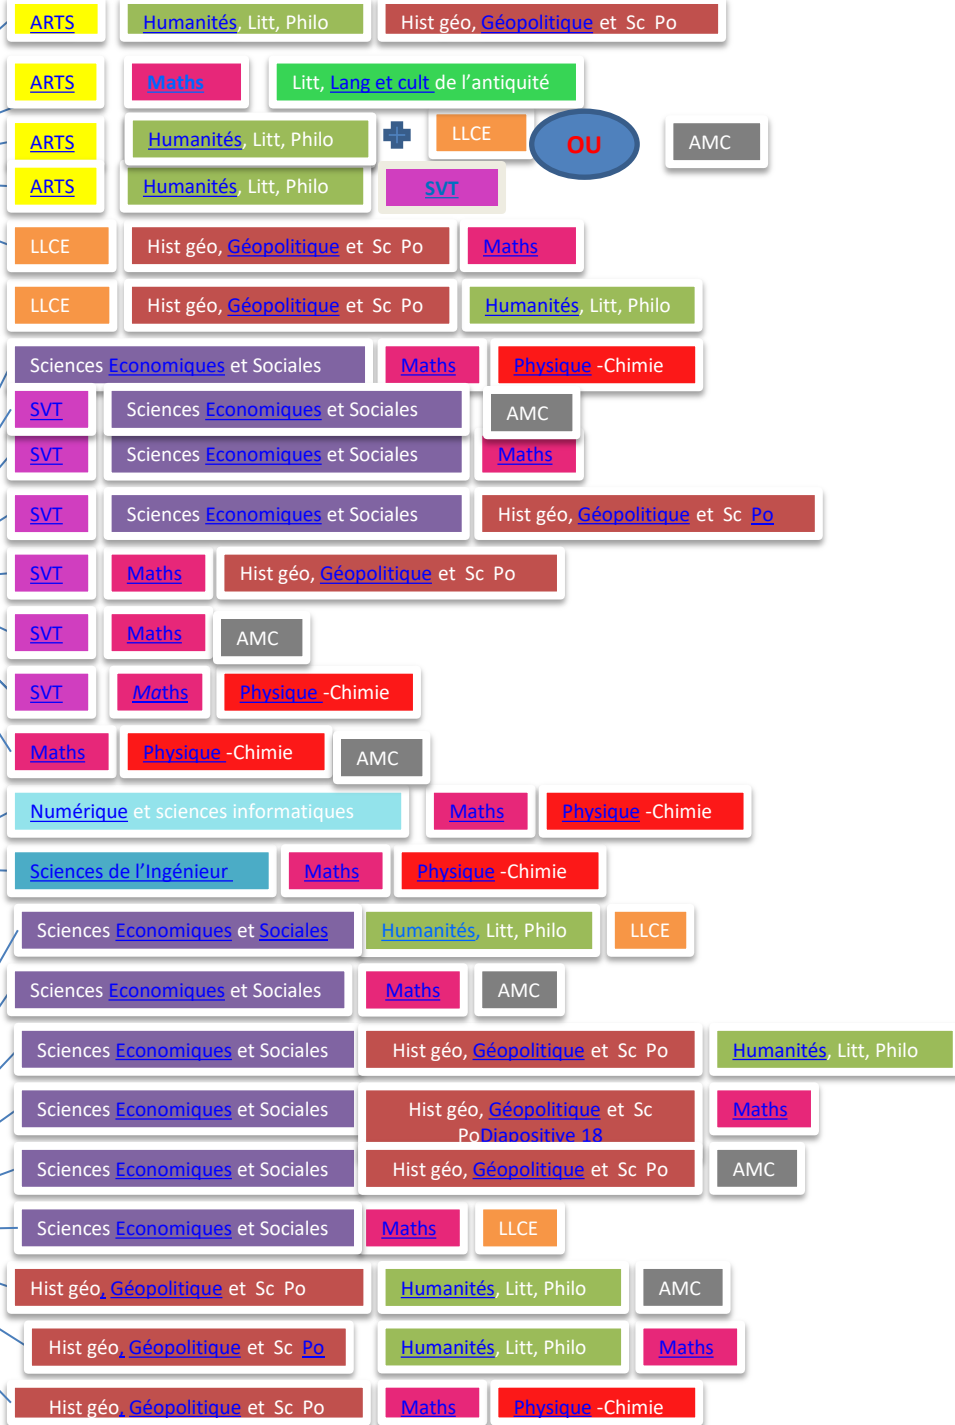 ARTS Humanités, Litt, Philo Hist géo, Géopolitique et Sc Po
ARTS Maths Litt, Lang et cult de l'antiquité
ARTS Humanités, Litt, Philo LLCE OU AMC
ARTS Humanités, Litt, Philo SVT
LLCE Hist géo, Géopolitique et Sc Po Maths
LLCE Hist géo, Géopolitique et Sc Po Humanités, Litt, Philo
Sciences Economiques et Sociales Maths Physique -Chimie
SVT Sciences Economiques et Sociales AMC
SVT Sciences Economiques et Sociales Maths
SVT Sciences Economiques et Sociales Hist géo, Géopolitique et Sc Po
SVT Maths Hist géo, Géopolitique et Sc Po
SVT Maths AMC
SVT Maths Physique -Chimie
Maths Physique -Chimie AMC
Numérique et sciences informatiques Maths Physique -Chimie
Sciences de l'Ingénieur Maths Physique -Chimie
Sciences Economiques et Sociales Humanités, Litt, Philo LLCE
Sciences Economiques et Sociales Maths AMC
Sciences Economiques et Sociales Hist géo, Géopolitique et Sc Po Humanités, Litt, Philo
Sciences Economiques et Sociales Hist géo, Géopolitique et Sc Maths
PoDiapositive 18
Sciences Economiques et Sociales Hist géo, Géopolitique et Sc Po AMC
Sciences Economiques et Sociales Maths LLCE
Hist géo, Géopolitique et Sc Po Humanités, Litt, Philo AMC
Hist géo, Géopolitique et Sc Po Humanités, Litt, Philo Maths
Hist géo, Géopolitique et Sc Po Maths Physique -Chimie